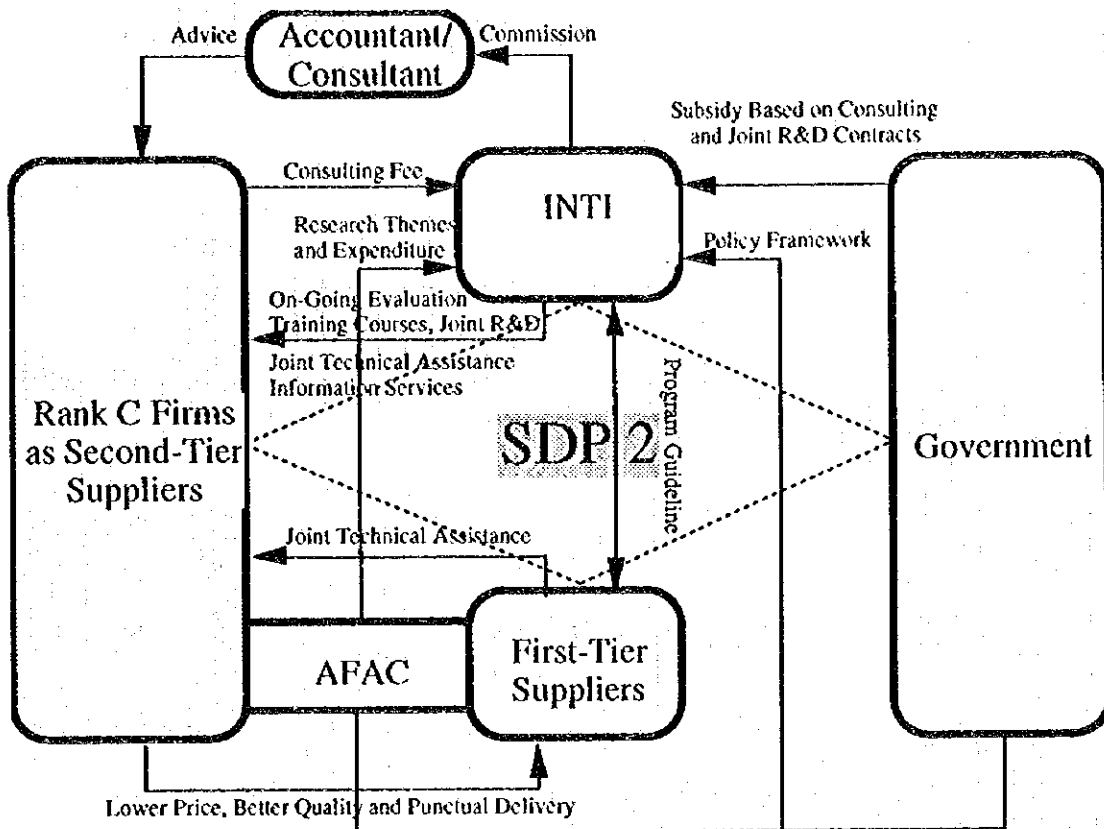 Advice
Accountant/
Consultant
Commission
Subsidy Based on Consulting
and Joint R&D Contracts
Consulting Fee
INTI
Research Themes
and Expenditure
Policy Framework
On-Going Evaluation
Training Courses, Joint R&D
Joint Technical Assistance
Information Services
Program Guideline
Rank C Firms
as Second-Tier
Suppliers
SDP 2
Government
Joint Technical Assistance
AFAC
First-Tier
Suppliers
Lower Price, Better Quality and Punctual Delivery